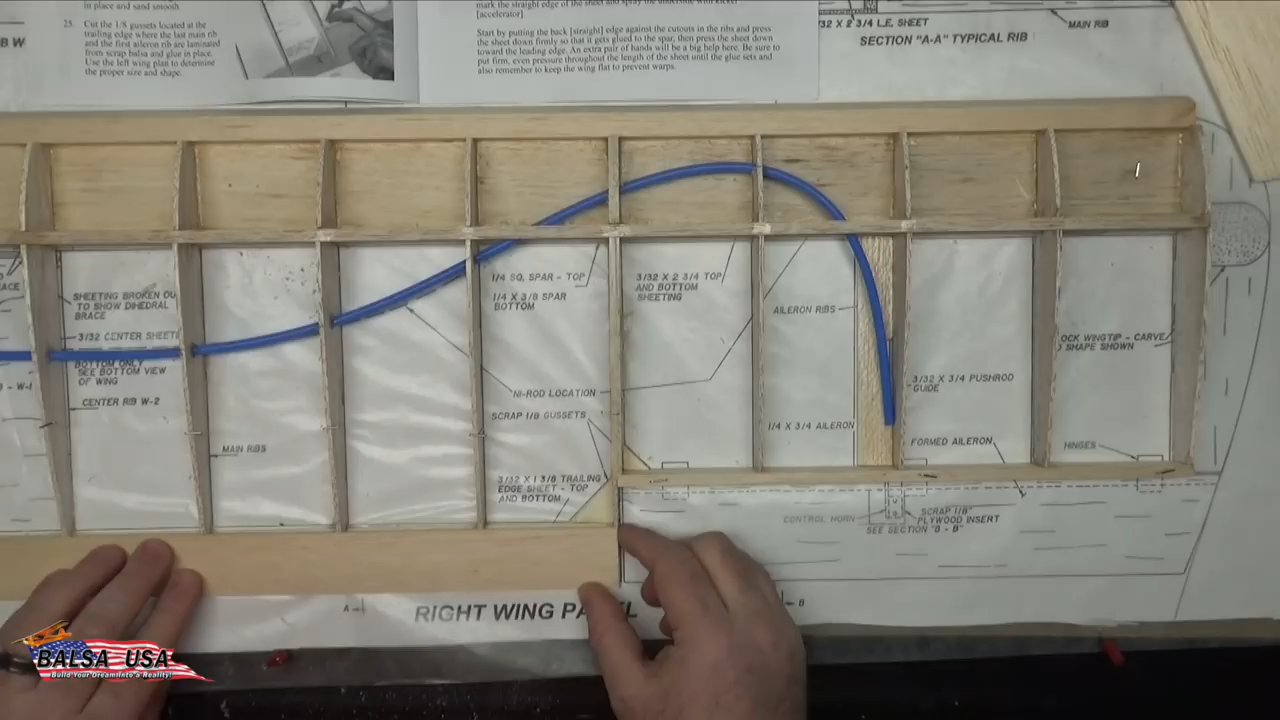 in place and sand smooth.
25. Cut the 1/8 gussets located at the
trailing edge where the last main rib
and the first aileron rib are laminated
from scrap balsa and glue in place.
Use the left wing plan to determine
the proper size and shape.
mark the straight edge of the sheet and spray the underside with kicker
[accelerator].
Start by putting the back [straight] edge against the cutouts in the ribs and press
the sheet down firmly so that it gets glued to the spar, then press the sheet down
toward the leading edge. An extra pair of hands will be a big help here. Be sure to
put firm, even pressure throughout the length of the sheet until the glue sets and
also remember to keep the wing flat to prevent warps.
/32 X 2 3/4 L.E. SHEET
MAIN RIB
SECTION "A-A" TYPICAL RIB
B W
ACE
SHEETING BROKEN OU
TO SHOW DIHEDRAL
BRACE
3/32 CENTER SHEETI
BOTTOM ONLY
SEE BOTTOM VIEW
OF WING
- W-1
CENTER RIB W-2
MAIN RIBS
1/4 SQ. SPAR - TOP
1/4 X 3/8 SPAR
BOTTOM
NI-ROD LOCATION
SCRAP 1/8 GUSSETS
3/32 X 1 3/8 TRAILING
EDGE SHEET - TOP
AND BOTTOM
3/32 X 2 3/4 TOP
AND BOTTOM
SHEETING
AILERON RIBS
1/4 X 3/4 AILERON
3/32 X 3/4 PUSHROD
GUIDE
FORMED AILERON
OCK WINGTIP - CARVE
SHAPE SHOWN
HINGES
CONTROL HORN
SCRAP 1/8"
PLYWOOD INSERT
SEE SECTION "B - B"
A
RIGHT WING PA L
B
BALSA USA
Build Your Dream Into a Reality!